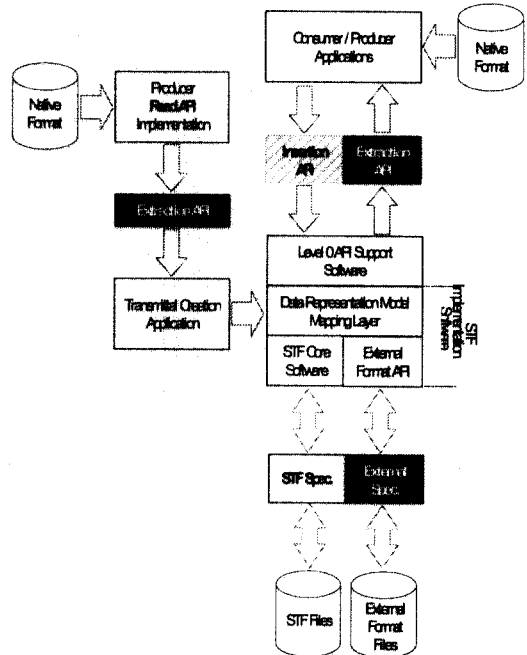 Consumer / Producer
Applications
Native
Format
Native
Format
Producer
Read API
Implementation
Insertion
API
Extraction
API
Extraction API
Level 0 API Support
Software
Transmittal Creation
Application
Data Representation Model
Mapping Layer
STF Core
Software
External
Format API
STF
Implementation
Software
STF Spec.
External
Spec.
STF Files
External
Format
Files